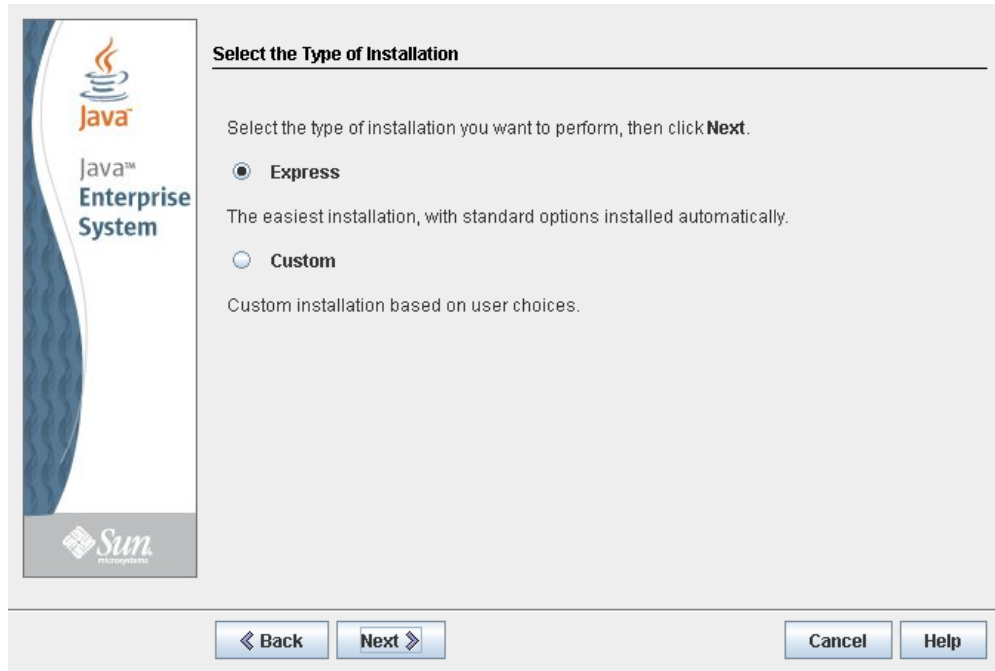 Java™
Java™
Enterprise
System
Sun
microsystems
Select the Type of Installation
Select the type of installation you want to perform, then click Next.
Express
The easiest installation, with standard options installed automatically.
Custom
Custom installation based on user choices.
Back
Next
Cancel
Help